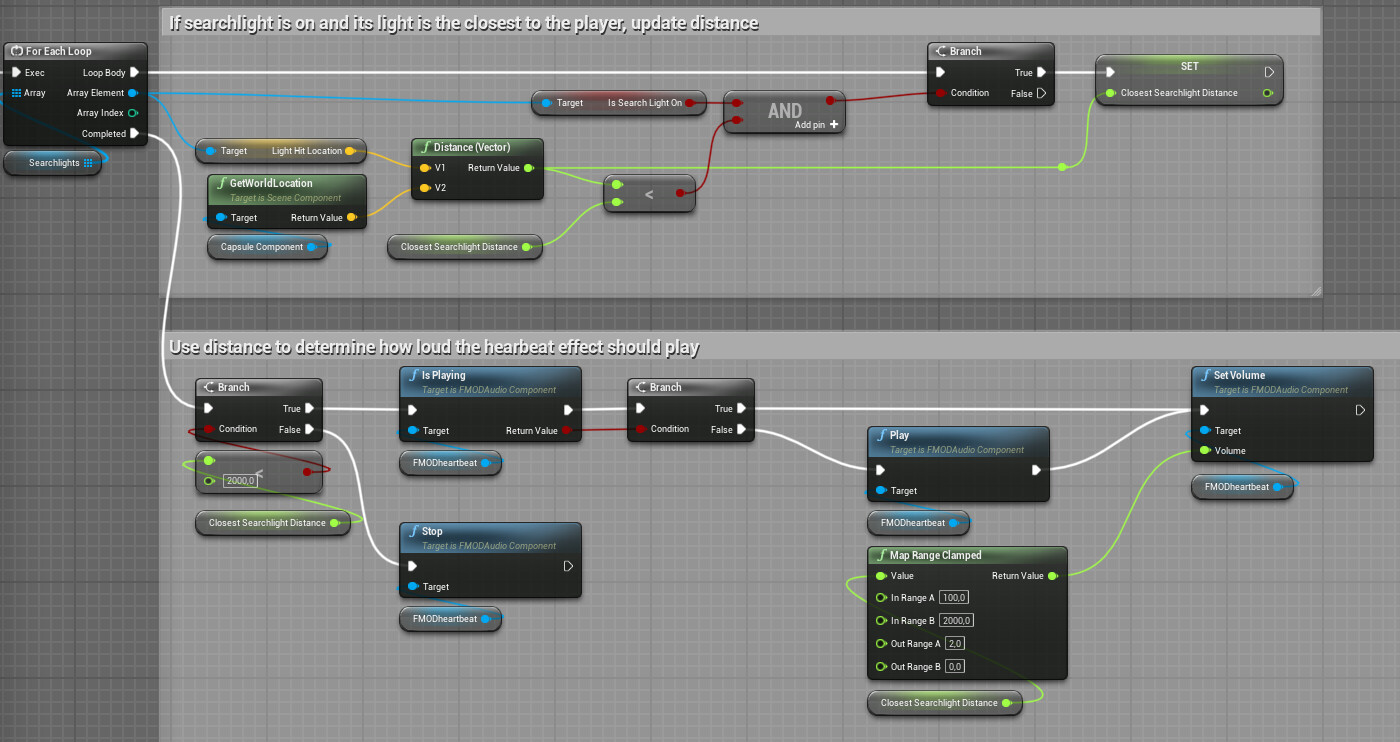 If searchlight is on and its light is the closest to the player, update distance
For Each Loop
Exec
Loop Body
Array
Array Element
Array Index
Completed
Searchlights
Target
Is Search Light On
AND
Add pin +
Branch
True
Condition
False
SET
Closest Searchlight Distance
Target
Light Hit Location
Distance (Vector)
V1
Return Value
V2
GetWorldLocation
Target is Scene Component
Target
Return Value
Capsule Component
<
Closest Searchlight Distance
Use distance to determine how loud the hearbeat effect should play
Branch
True
Condition
False
<
2000,0
Closest Searchlight Distance
Is Playing
Target is FMODAudio Component
Target
Return Value
FMODheartbeat
Stop
Target is FMODAudio Component
Target
FMODheartbeat
Branch
True
Condition
False
Play
Target is FMODAudio Component
Target
FMODheartbeat
Map Range Clamped
Value
Return Value
In Range A 100,0
In Range B 2000,0
Out Range A 2,0
Out Range B 0,0
Closest Searchlight Distance
Set Volume
Target is FMODAudio Component
Target
Volume
FMODheartbeat